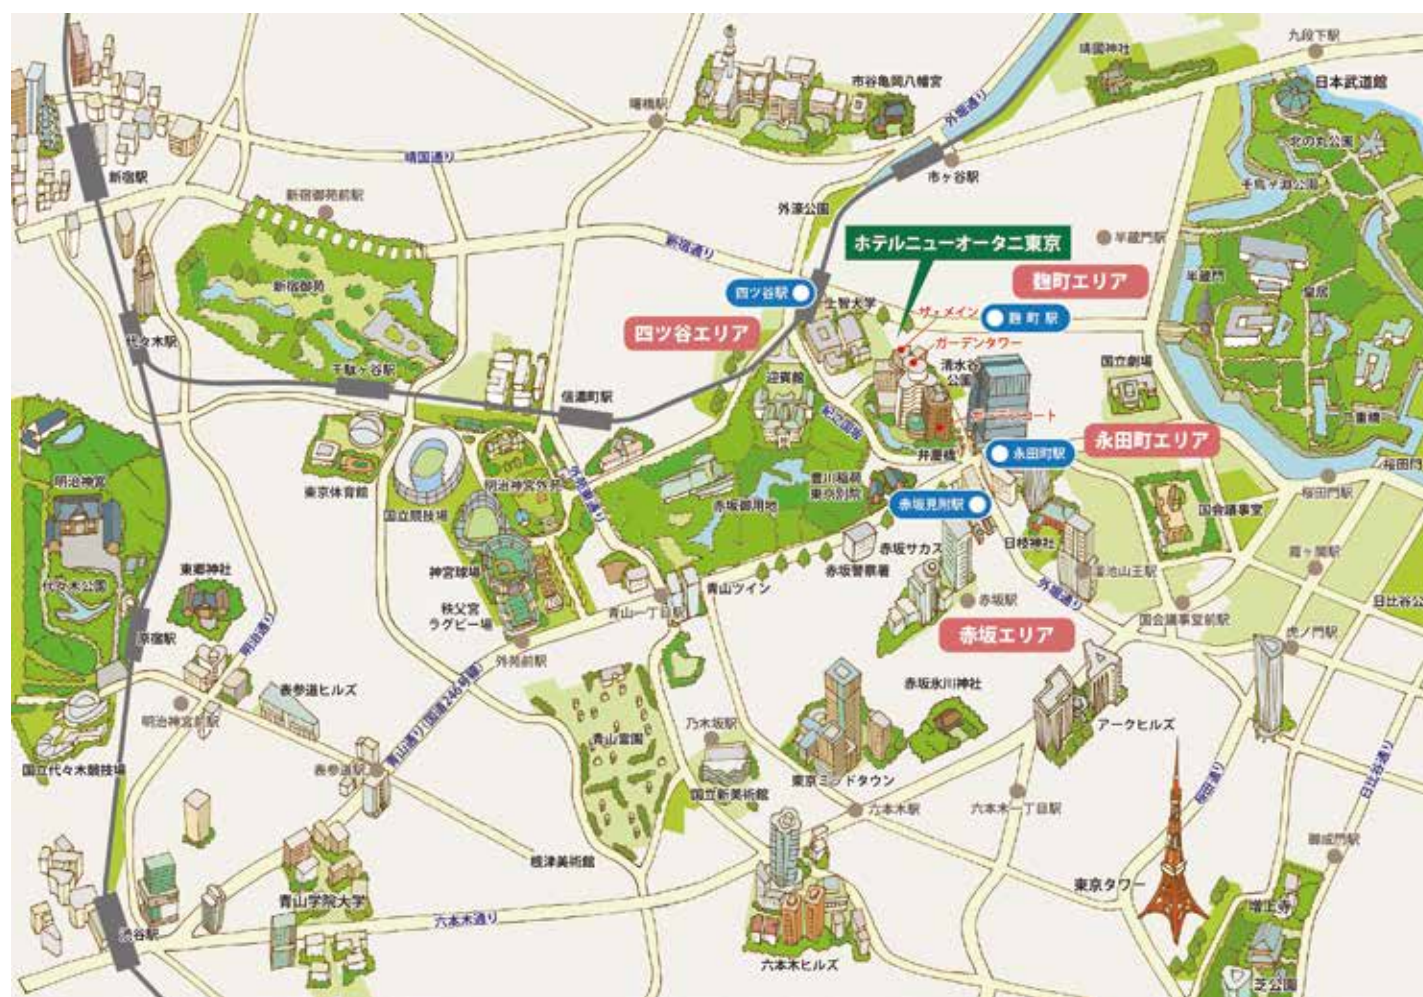 九段下駅
靖國神社
日本武道館
市谷亀岡八幡宮
曙橋駅
外堀通り
北の丸公園
靖国通り
新宿駅
市ヶ谷駅
千鳥ヶ淵公園
新宿御苑前駅
外濠公園
新宿通り
ホテルニューオータニ東京
半蔵門駅
半蔵門
麹町エリア
新宿御苑
四ツ谷駅
上智大学
皇居
ザ・メイン
麹町駅
四ツ谷エリア
ガーデンタワー
代々木駅
千駄ヶ谷駅
迎賓館
清水谷
公園
国立劇場
信濃町駅
紀之国坂
ガーデンコート
二重橋
永田町エリア
弁慶橋
永田町駅
桜田門
明治神宮
東京体育館
明治神宮外苑
外苑東通り
豊川稲荷
東京別院
桜田門駅
国立競技場
赤坂御用地
赤坂見附駅
国会議事堂
日枝神社
赤坂サカス
霞ヶ関駅
東郷神社
神宮球場
赤坂警察署
溜池山王駅
代々木公園
青山ツイン
秩父宮
ラグビー場
青山一丁目駅
赤坂駅
外堀通り
国会議事堂前駅
日比谷公
原宿駅
明治通り
赤坂エリア
虎ノ門駅
外苑前駅
表参道ヒルズ
赤坂氷川神社
明治神宮前駅
青山通り(国道246号線)
乃木坂駅
アークヒルズ
青山霊園
国立代々木競技場
表参道駅
東京ミッドタウン
国立新美術館
桜田通り
日比谷通り
六本木駅
六本木一丁目駅
御成門駅
根津美術館
東京タワー
青山学院大学
六本木通り
増上寺
渋谷駅
六本木ヒルズ
芝公園